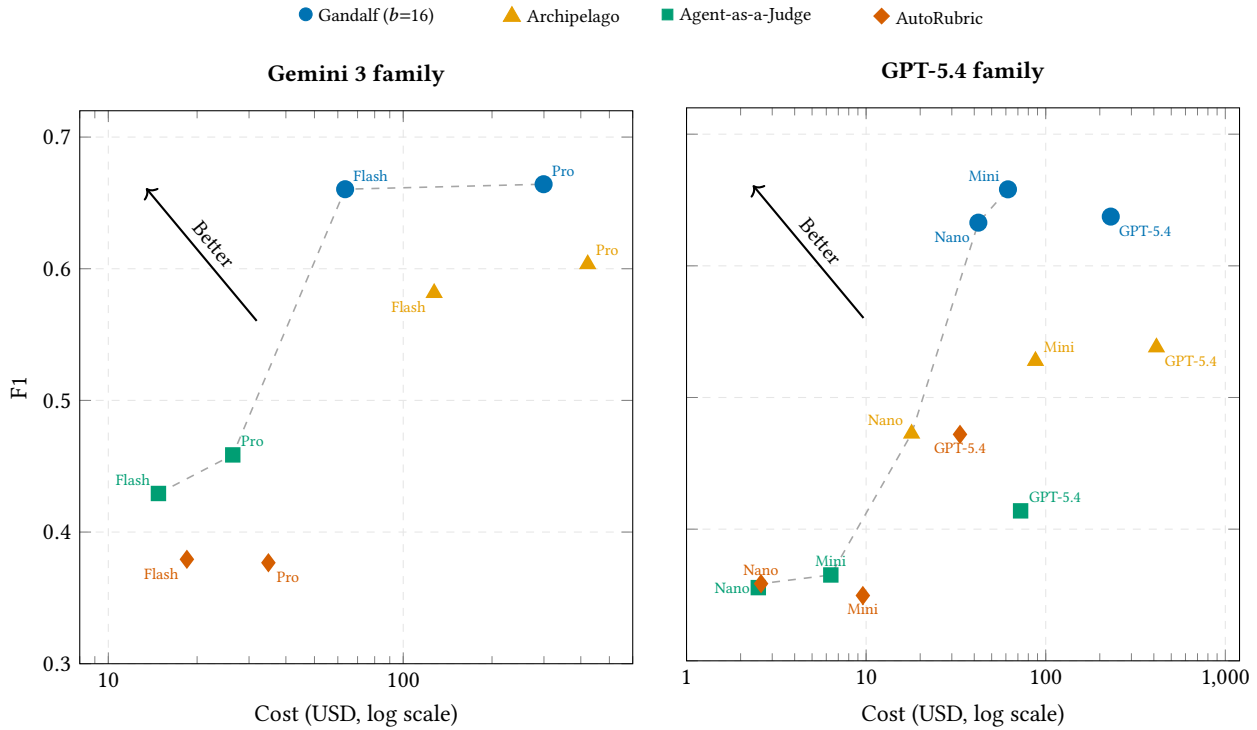 Gandalf (b=16) Archipelago Agent-as-a-Judge AutoRubric
Gemini 3 family
F1
0.7
0.6
0.5
0.4
0.3
10 100
Cost (USD, log scale)
Better
Flash
Pro
Pro
Flash
Pro
Flash
Flash
Pro
GPT-5.4 family
Better
Mini
Nano
GPT-5.4
Mini
GPT-5.4
Nano
GPT-5.4
GPT-5.4
Mini
Nano
Nano
Mini
1 10 100 1,000
Cost (USD, log scale)